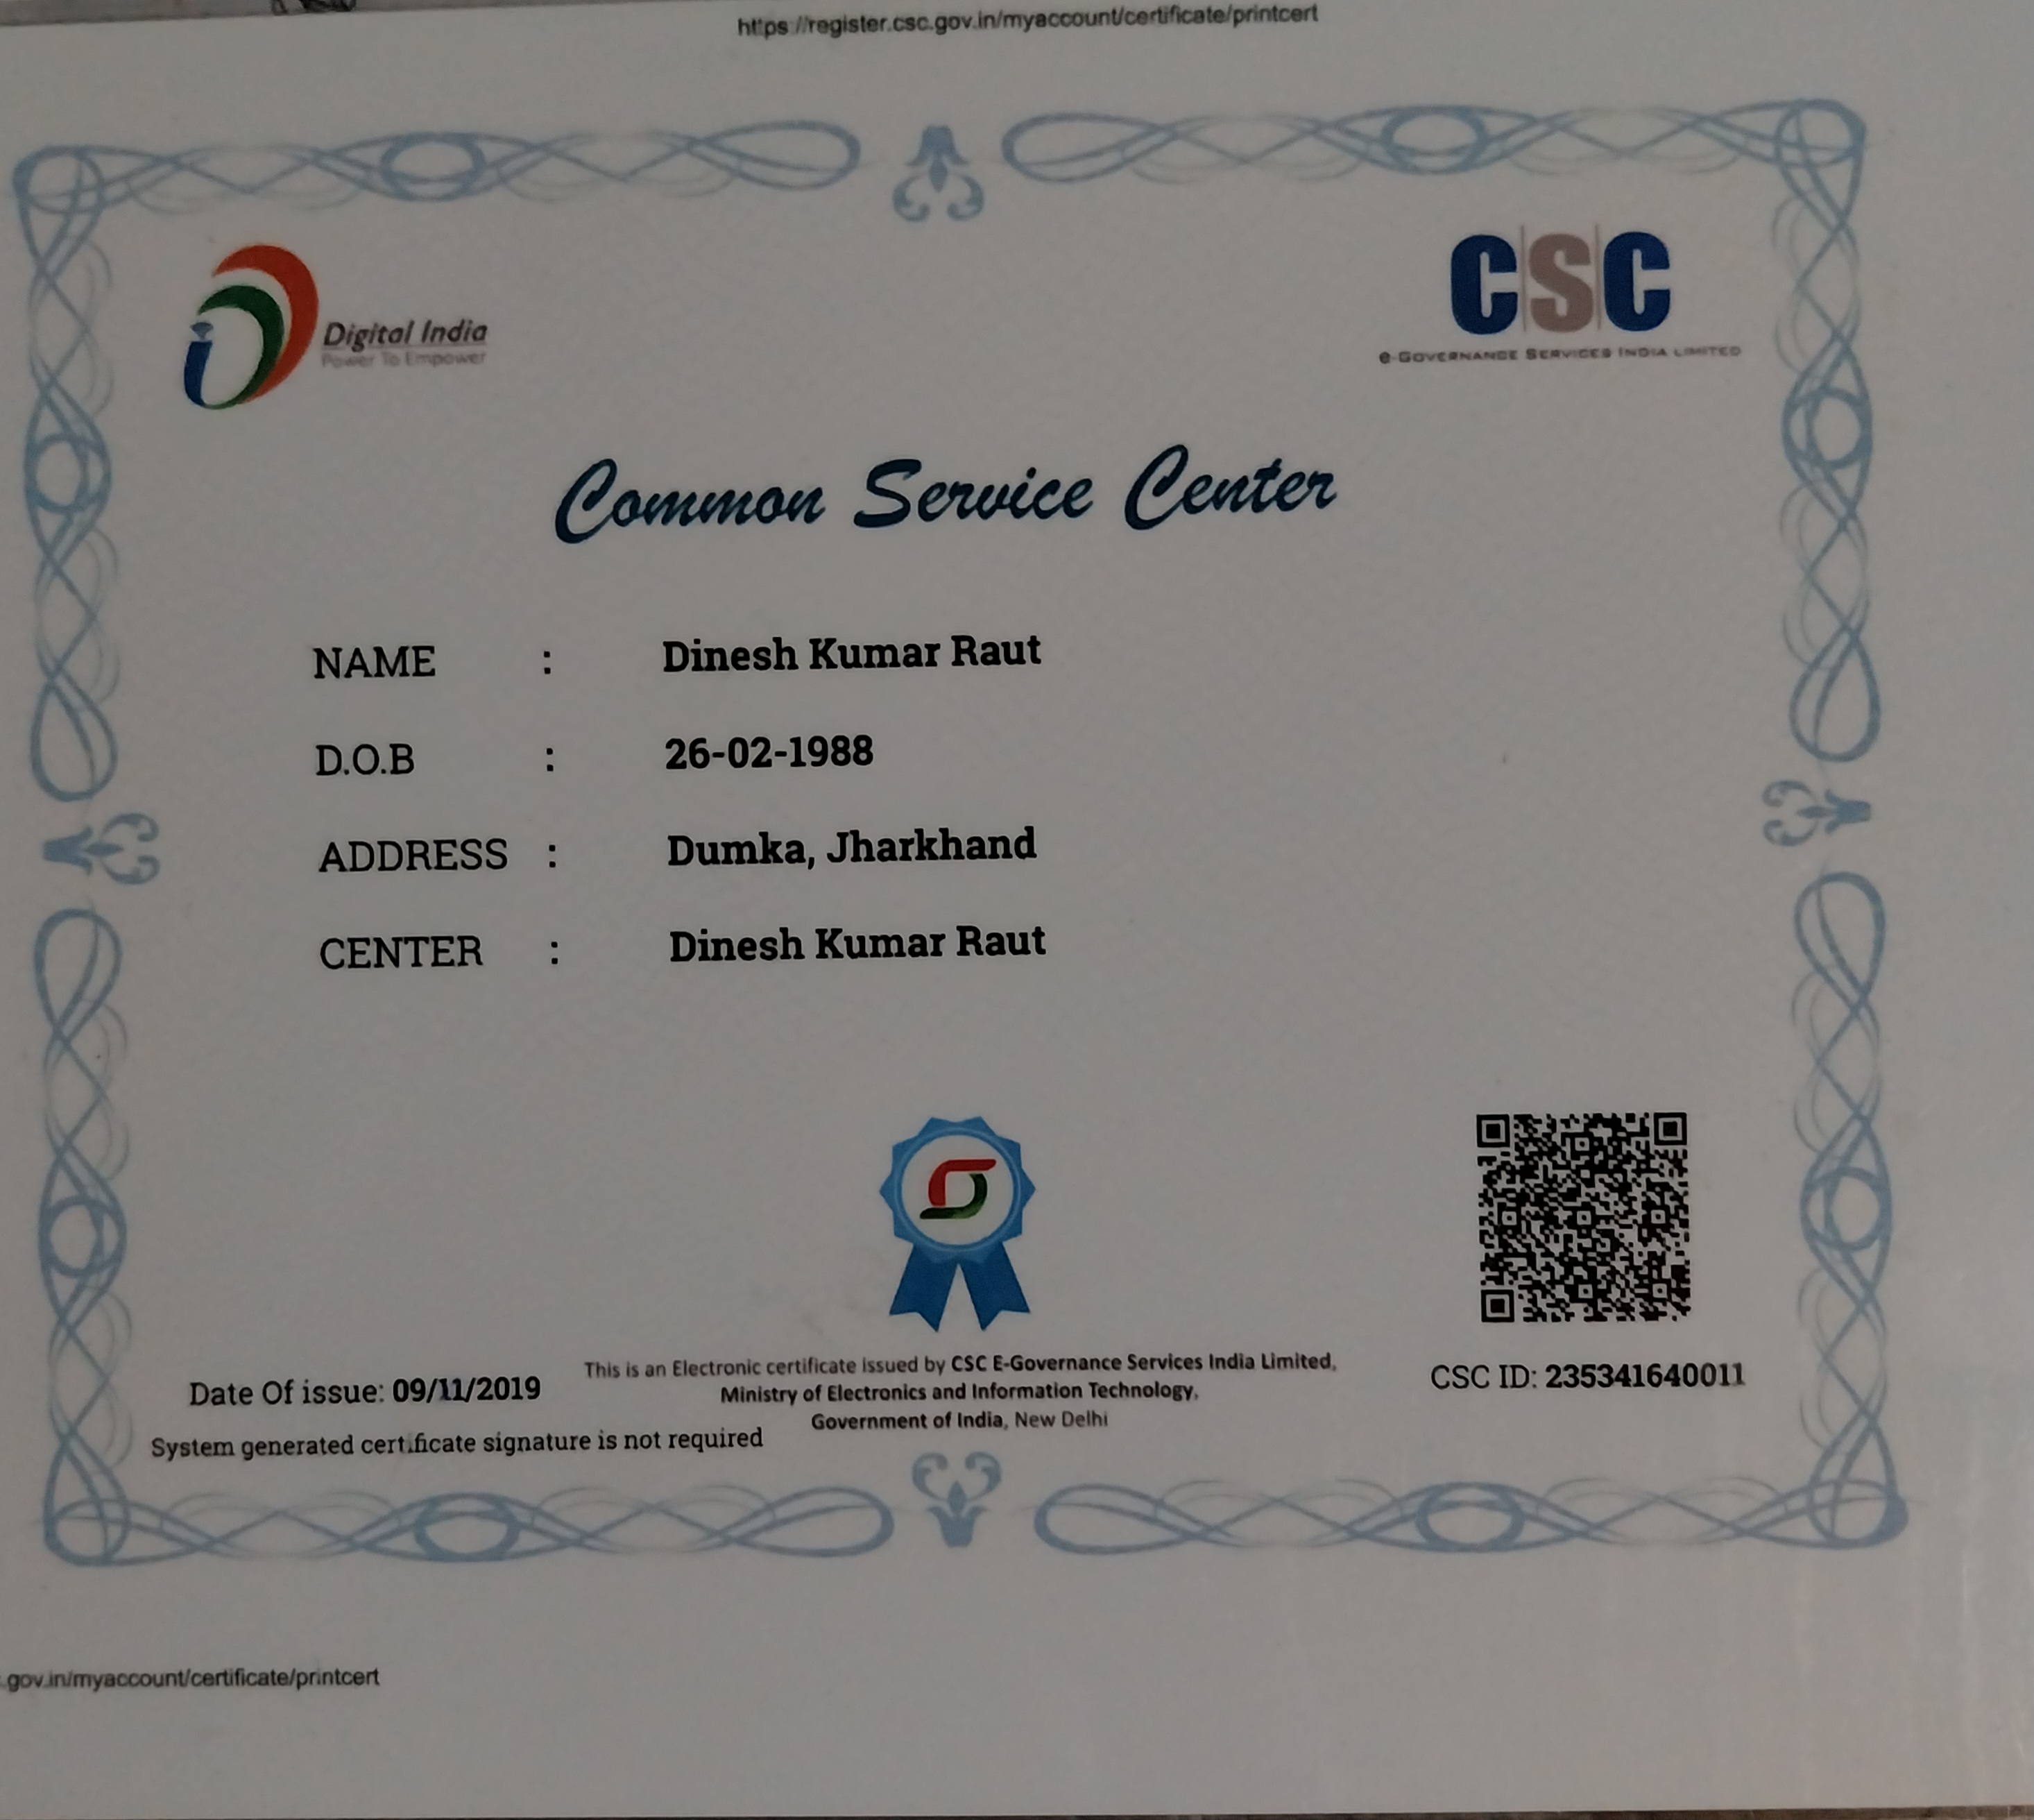 https://register.csc.gov.in/myaccount/certificate/printcert
Digital India
Power To Empower
CSC
e-Governance Services India Limited
Common Service Center
NAME : Dinesh Kumar Raut
D.O.B : 26-02-1988
ADDRESS : Dumka, Jharkhand
CENTER : Dinesh Kumar Raut
This is an Electronic certificate issued by CSC E-Governance Services India Limited,
Ministry of Electronics and Information Technology,
Government of India, New Delhi
Date Of issue: 09/11/2019
System generated certificate signature is not required
CSC ID: 235341640011
.gov.in/myaccount/certificate/printcert